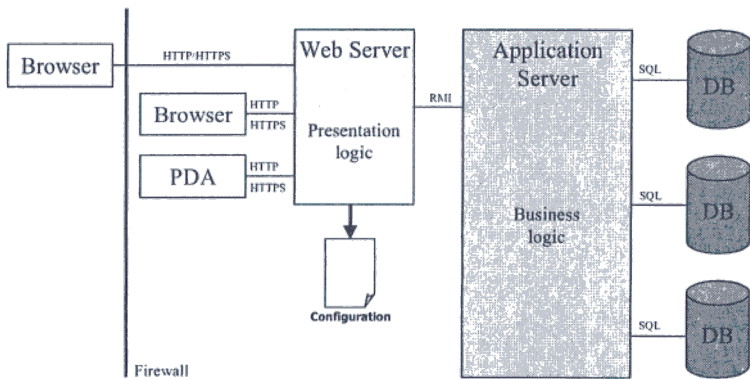 Browser
HTTP/HTTPS
Web Server
Presentation
logic
Browser
HTTP
HTTPS
PDA
HTTP
HTTPS
Configuration
Firewall
RMI
Application
Server
Business
logic
SQL
DB
SQL
DB
SQL
DB